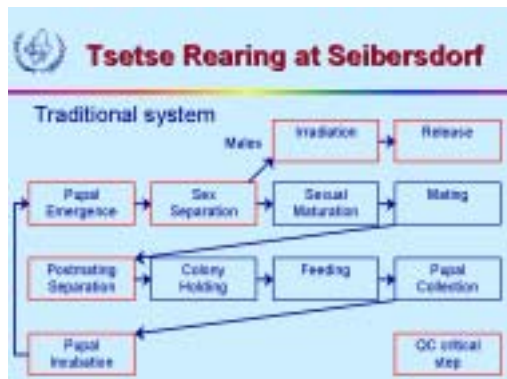 Tsetse Rearing at Seibersdorf
Traditional system
Males
Irradiation
Release
Pupal
Emergence
Sex
Separation
Sexual
Maturation
Mating
Postmating
Separation
Colony
Holding
Feeding
Pupal
Collection
Pupal
Incubation
QC critical
step